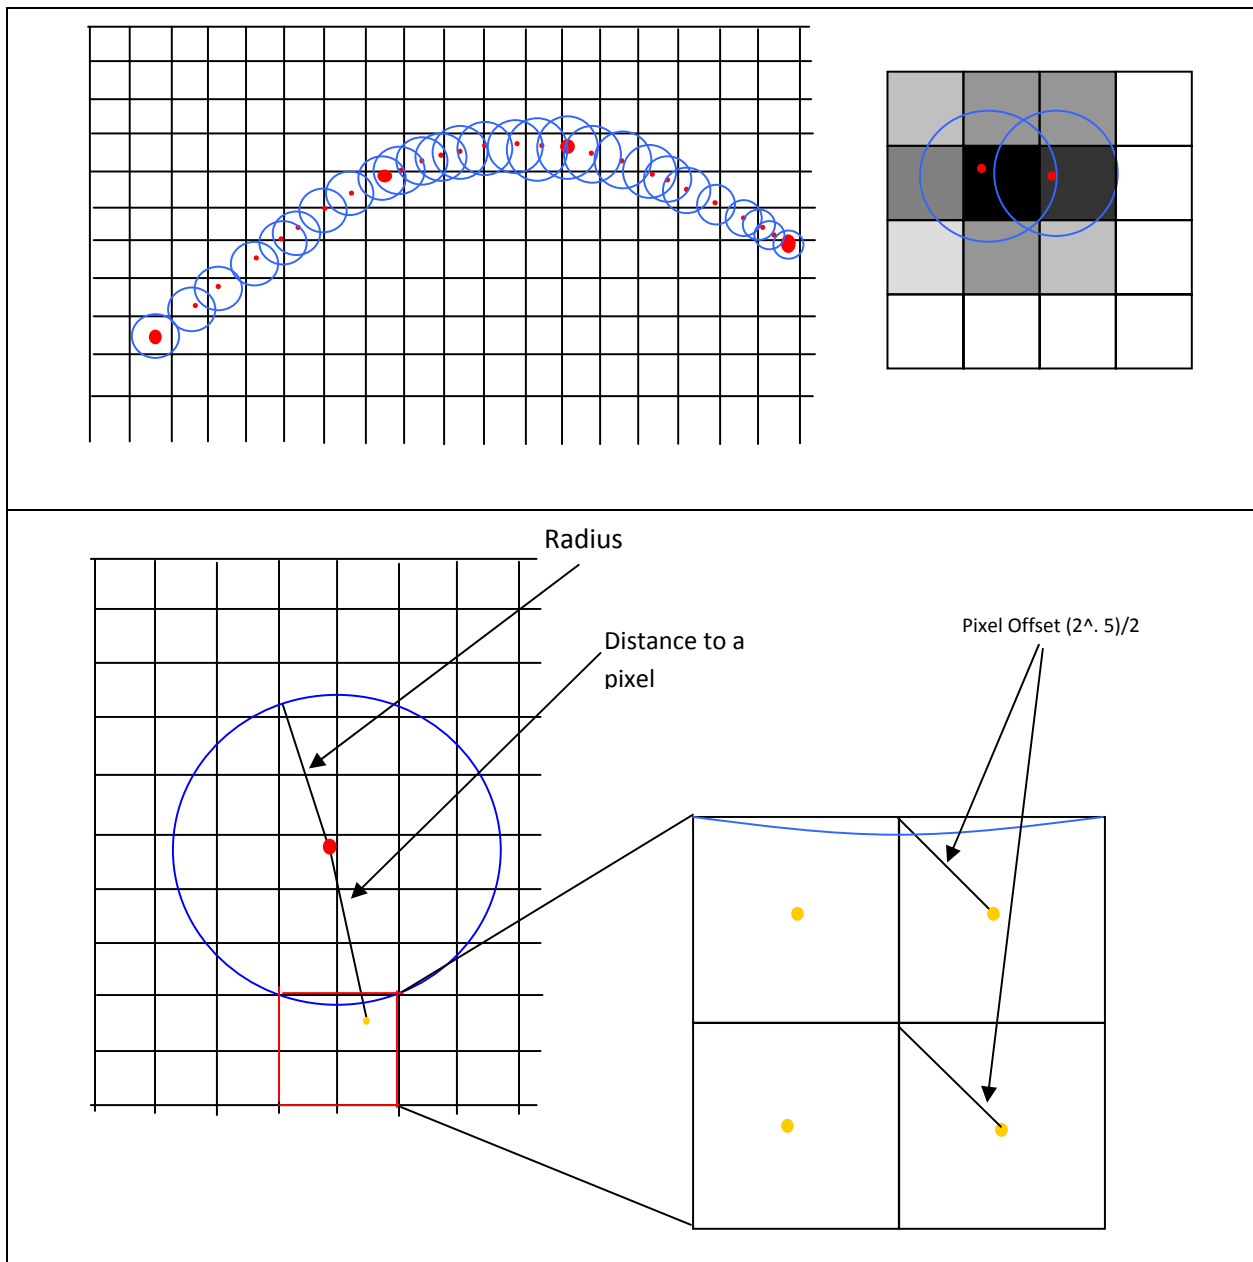 Radius
Distance to a
pixel
Pixel Offset (2^. 5)/2